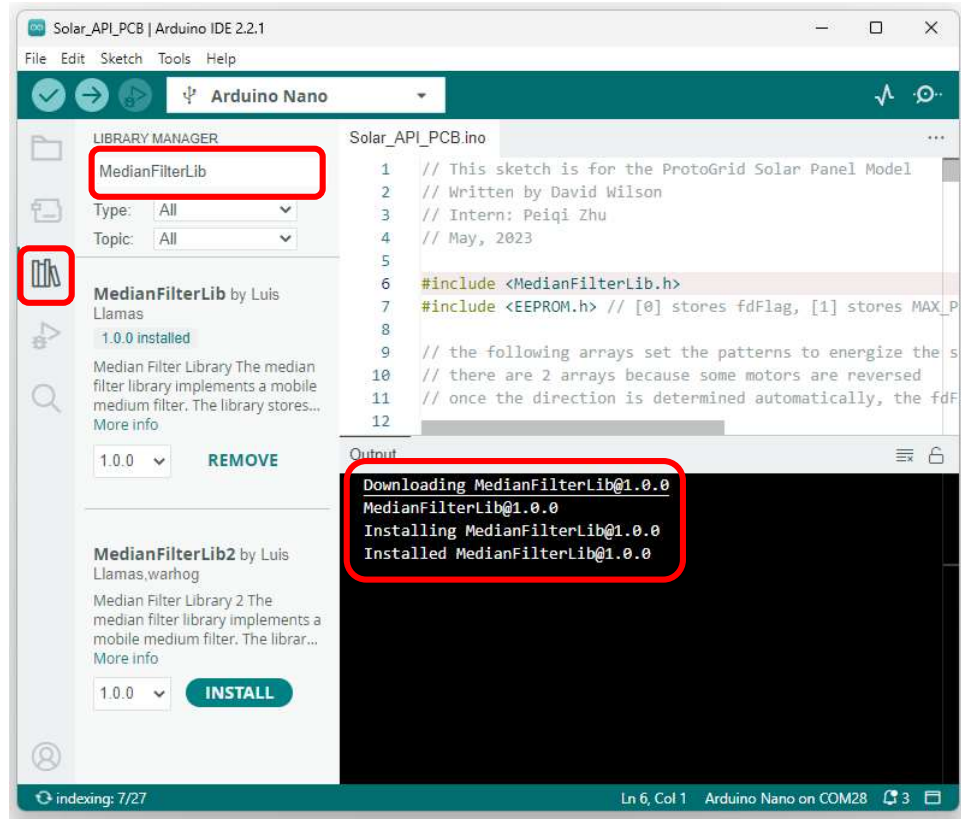 Solar_API_PCB | Arduino IDE 2.2.1
File Edit Sketch Tools Help
Arduino Nano
LIBRARY MANAGER
MedianFilterLib
Type: All
Topic: All
MedianFilterLib by Luis
Llamas
1.0.0 installed
Median Filter Library The median
filter library implements a mobile
medium filter. The library stores...
More info
1.0.0 REMOVE
MedianFilterLib2 by Luis
Llamas,warhog
Median Filter Library 2 The
median filter library implements a
mobile medium filter. The librar...
More info
1.0.0 INSTALL
Solar_API_PCB.ino
...
1 // This sketch is for the ProtoGrid Solar Panel Model
2 // Written by David Wilson
3 // Intern: Peiqi Zhu
4 // May, 2023
5
6 #include <MedianFilterLib.h>
7 #include <EEPROM.h> // [0] stores fdFlag, [1] stores MAX_P
8
9 // the following arrays set the patterns to energize the s
10 // there are 2 arrays because some motors are reversed
11 // once the direction is determined automatically, the fdF
12
Output
Downloading MedianFilterLib@1.0.0
MedianFilterLib@1.0.0
Installing MedianFilterLib@1.0.0
Installed MedianFilterLib@1.0.0
indexing: 7/27 Ln 6, Col 1 Arduino Nano on COM28 3